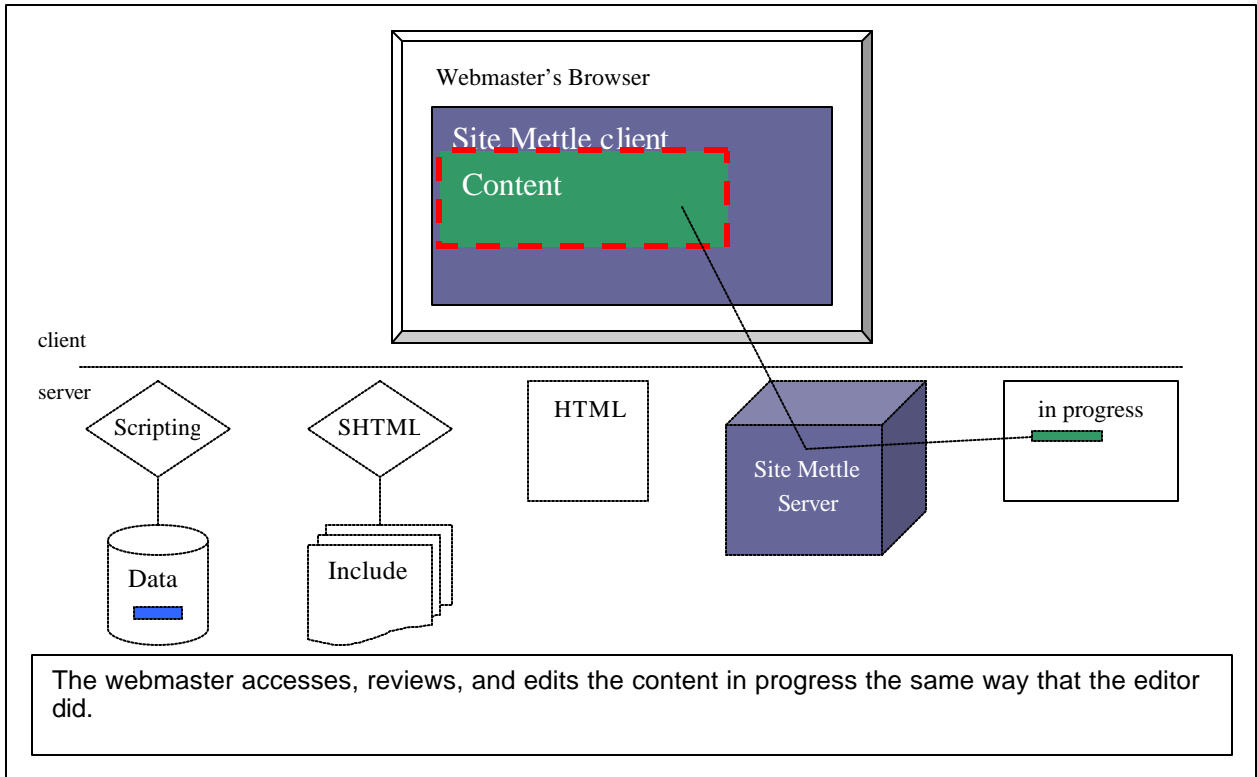 Webmaster’s Browser
Site Mettle client
Content
client
server
Scripting
SHTML
HTML
Site Mettle
Server
in progress
Data
Include
The webmaster accesses, reviews, and edits the content in progress the same way that the editor
did.